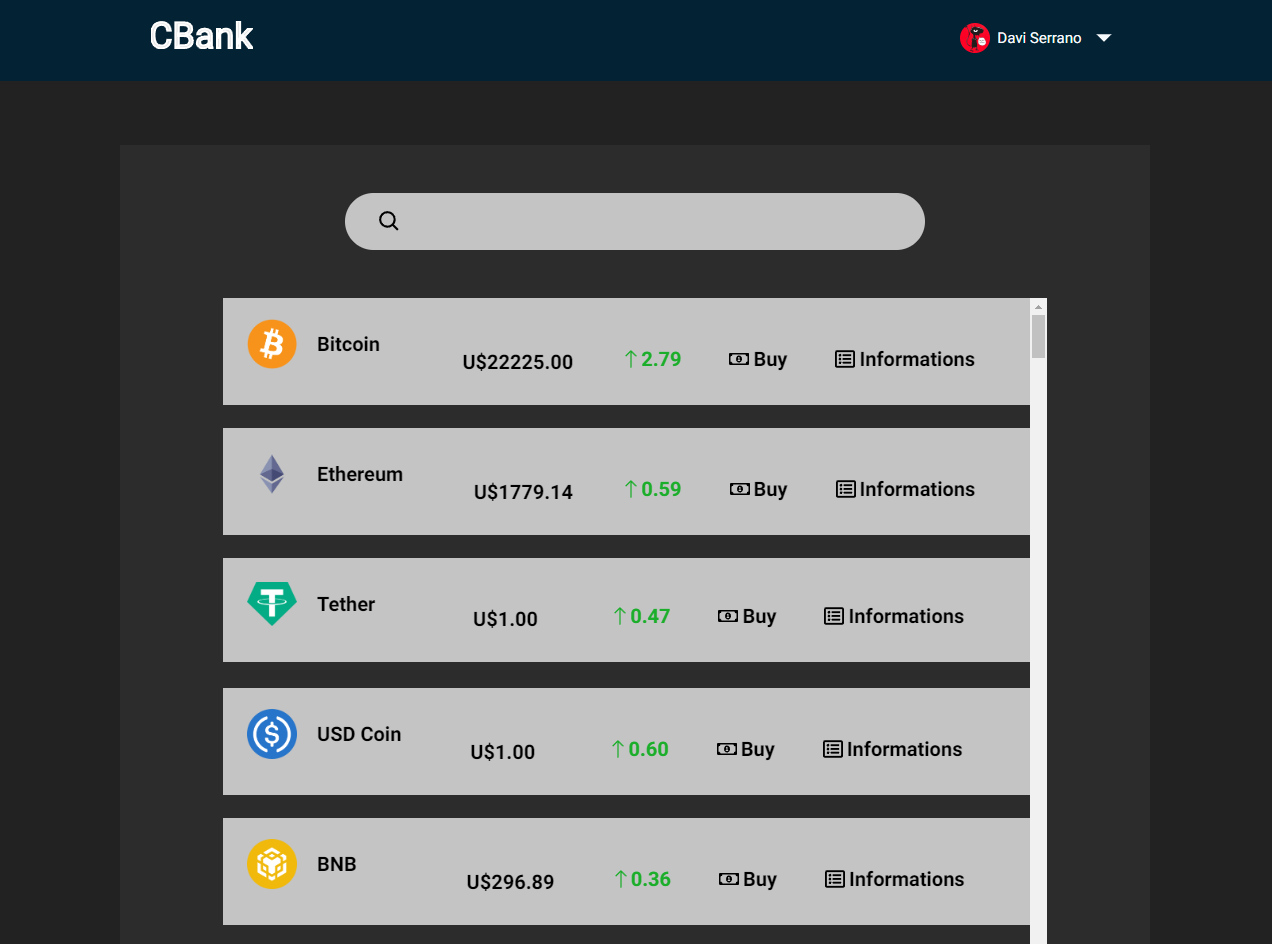 CBank
Davi Serrano
Bitcoin U$22225.00 ↑2.79 Buy Informations
Ethereum U$1779.14 ↑0.59 Buy Informations
Tether U$1.00 ↑0.47 Buy Informations
USD Coin U$1.00 ↑0.60 Buy Informations
BNB U$296.89 ↑0.36 Buy Informations